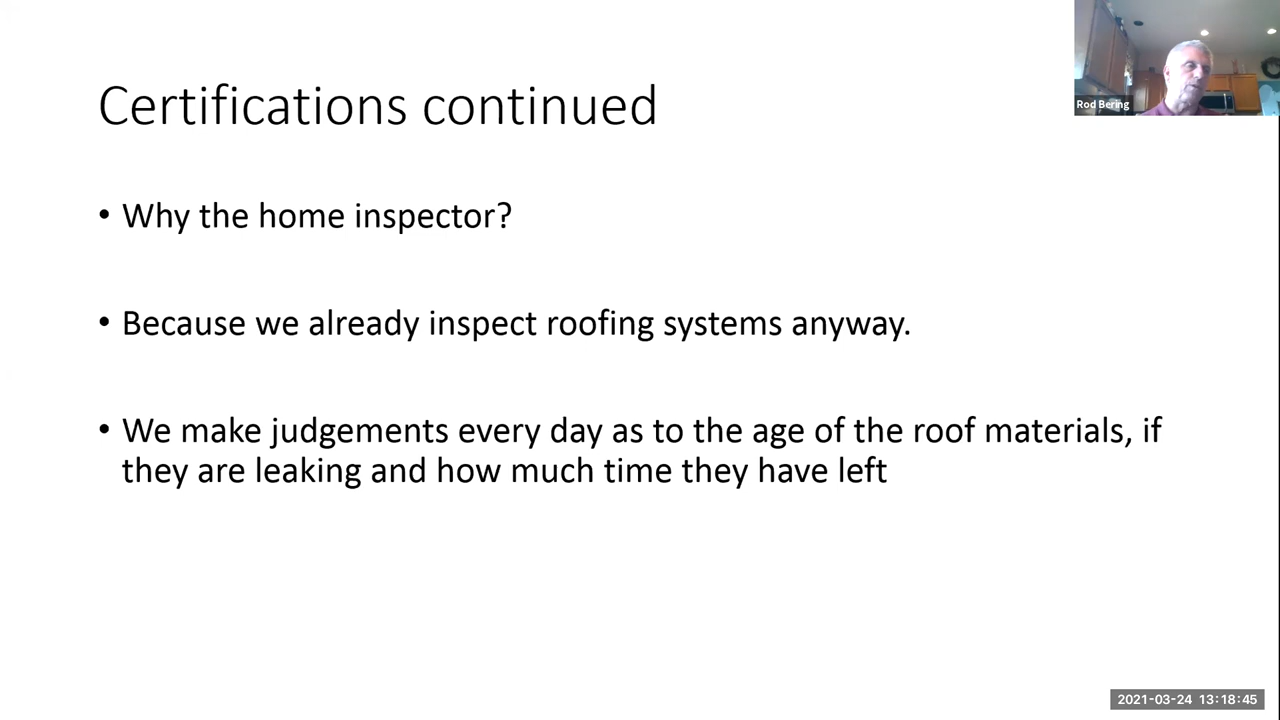 Certifications continued
Rod Bering
• Why the home inspector?
• Because we already inspect roofing systems anyway.
• We make judgements every day as to the age of the roof materials, if
they are leaking and how much time they have left
2021-03-24 13:18:45